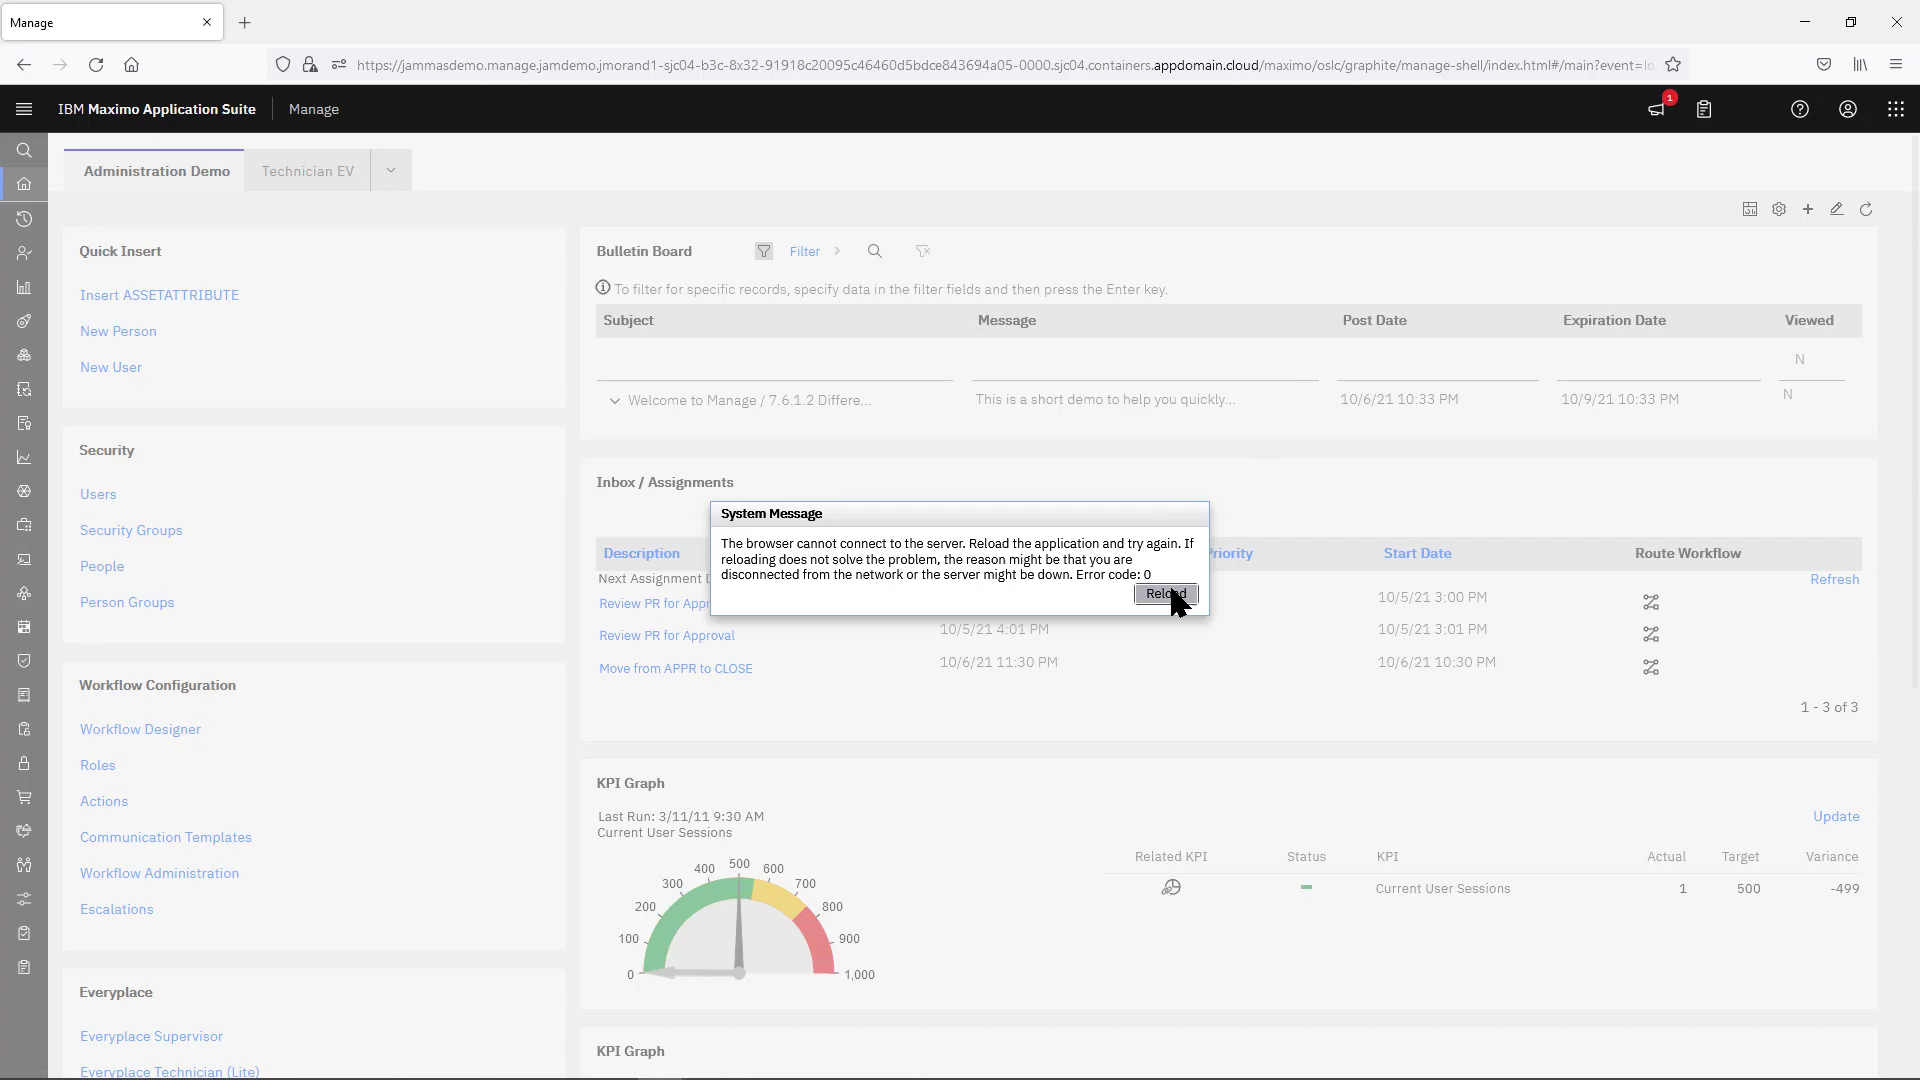 Manage
https://jammasdemo.manage.jamdemo.jmorand1-sjc04-b3c-8x32-91918c20095c46460d5bdce843694a05-0000.sjc04.containers.appdomain.cloud/maximo/oslc/graphite/manage-shell/index.html#/main?event=lo
IBM Maximo Application Suite Manage 1
Administration Demo Technician EV
Quick Insert
Insert ASSETATTRIBUTE
New Person
New User
Security
Users
Security Groups
People
Person Groups
Workflow Configuration
Workflow Designer
Roles
Actions
Communication Templates
Workflow Administration
Escalations
Everyplace
Everyplace Supervisor
Everyplace Technician (Lite)
Bulletin Board Filter
To filter for specific records, specify data in the filter fields and then press the Enter key.
Subject Message Post Date Expiration Date Viewed
N
Welcome to Manage / 7.6.1.2 Differe... This is a short demo to help you quickly... 10/6/21 10:33 PM 10/9/21 10:33 PM N
Inbox / Assignments
System Message
The browser cannot connect to the server. Reload the application and try again. If
reloading does not solve the problem, the reason might be that you are
disconnected from the network or the server might be down. Error code: 0
Reload
Description Priority Start Date Route Workflow
Next Assignment D Refresh
Review PR for Appr 10/5/21 3:00 PM
Review PR for Approval 10/5/21 4:01 PM 10/5/21 3:01 PM
Move from APPR to CLOSE 10/6/21 11:30 PM 10/6/21 10:30 PM
1 - 3 of 3
KPI Graph
Last Run: 3/11/11 9:30 AM Update
Current User Sessions
0 100 200 300 400 500 600 700 800 900 1,000
Related KPI Status KPI Actual Target Variance
Current User Sessions 1 500 -499
KPI Graph